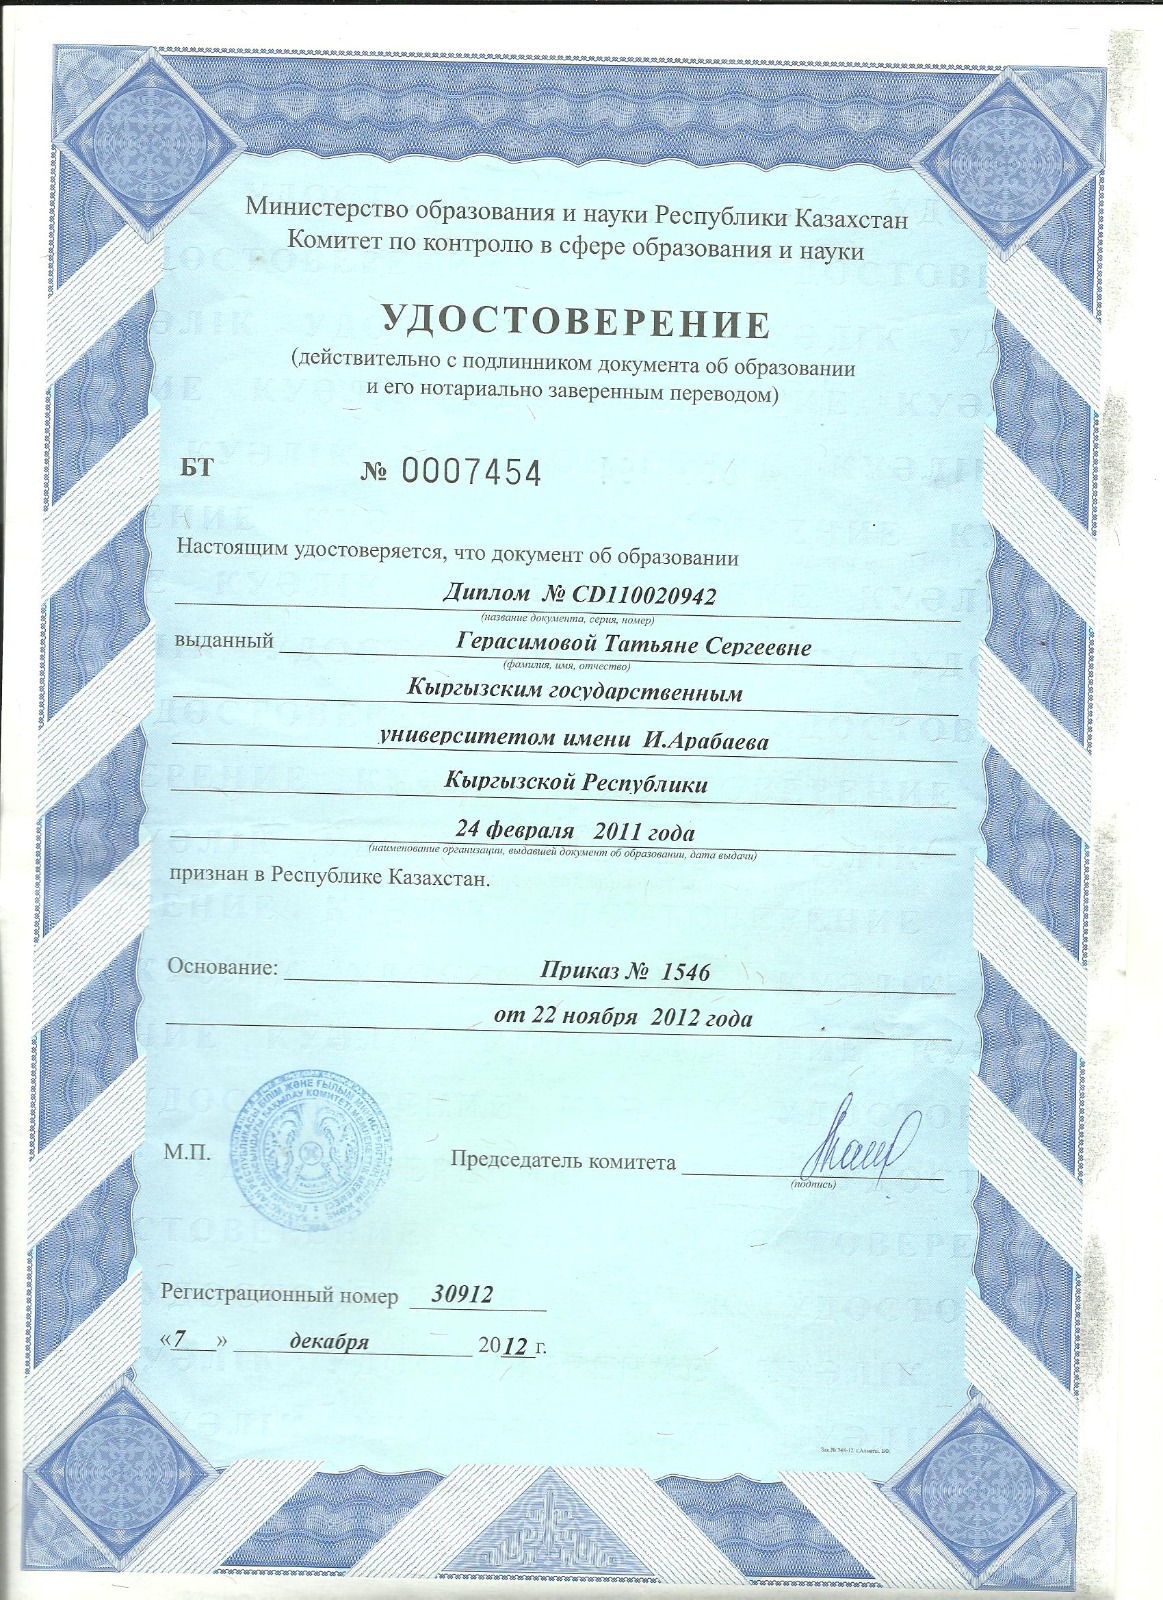 Министерство образования и науки Республики Казахстан
Комитет по контролю в сфере образования и науки
УДОСТОВЕРЕНИЕ
(действительно с подлинником документа об образовании
и его нотариально заверенным переводом)
БТ № 0007454
Настоящим удостоверяется, что документ об образовании
Диплом № CD110020942
(название документа, серия, номер)
выданный Герасимовой Татьяне Сергеевне
(фамилия, имя, отчество)
Кыргызским государственным
университетом имени И.Арабаева
Кыргызской Республики
24 февраля 2011 года
(наименование организации, выдавшей документ об образовании, дата выдачи)
признан в Республике Казахстан.
Основание: Приказ № 1546
от 22 ноября 2012 года
М.П.
Председатель комитета
(подпись)
Регистрационный номер 30912
«7» декабря 2012 г.